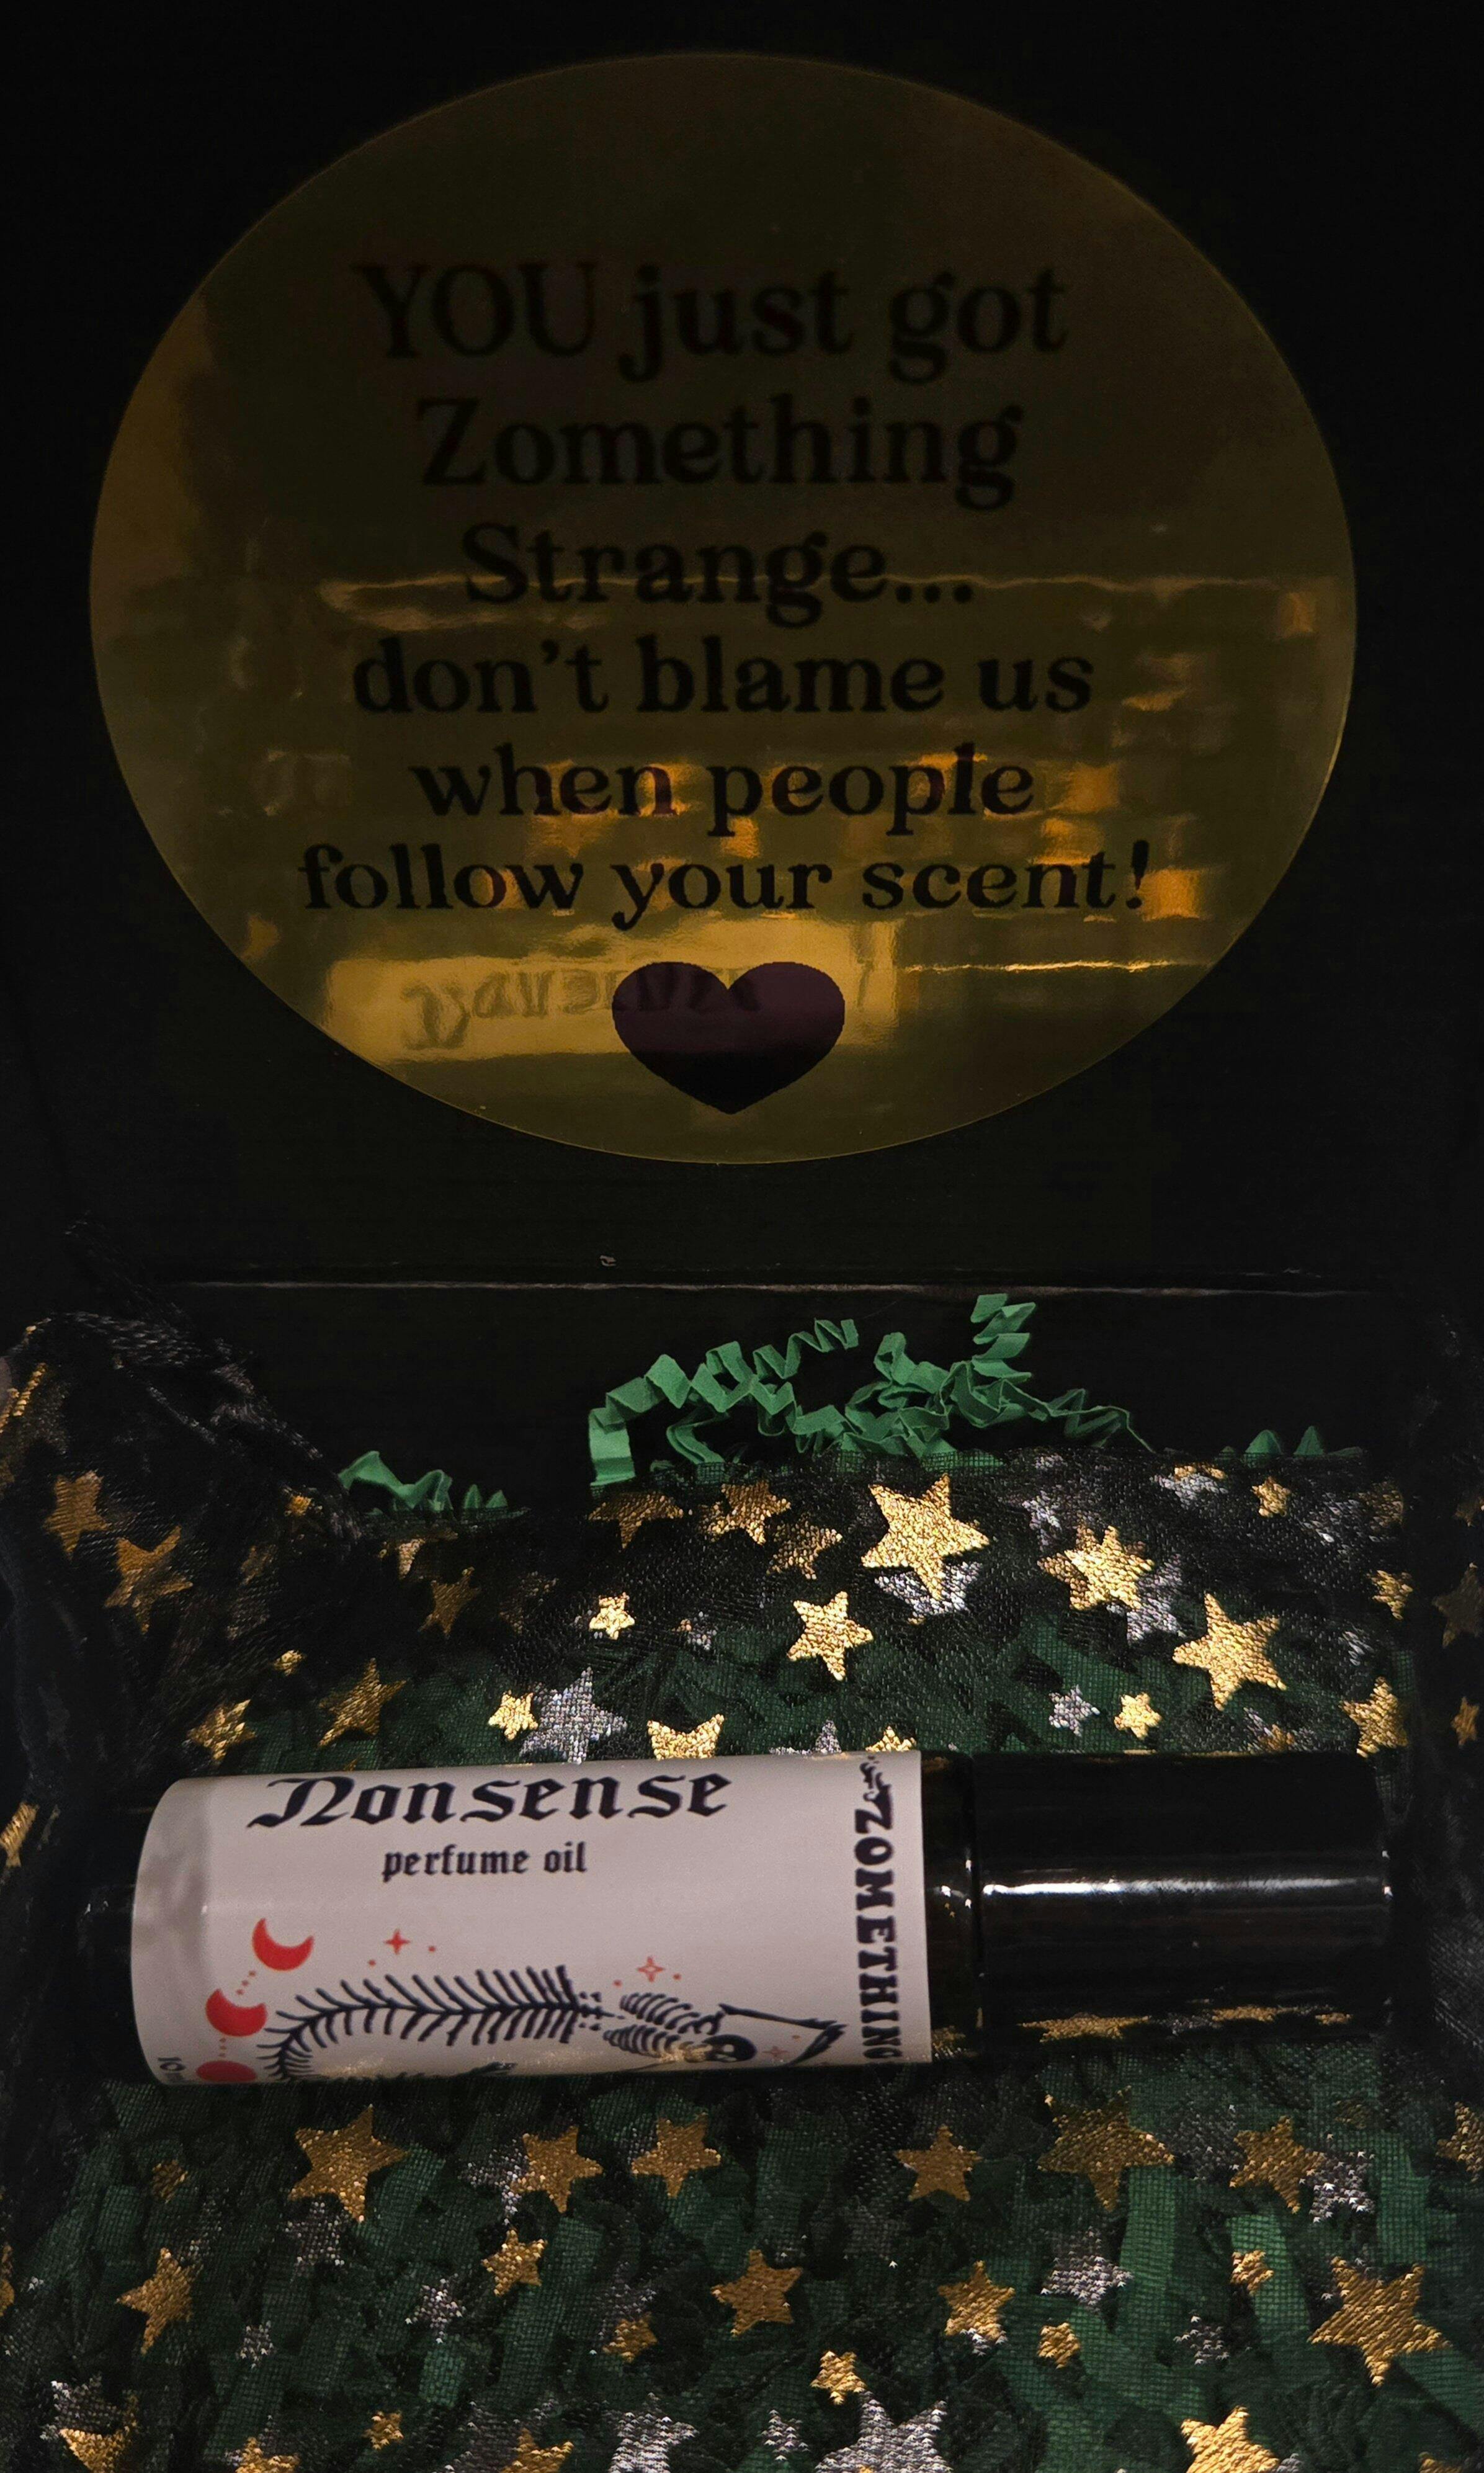 YOU just got
Zomething
Strange...
don't blame us
when people
follow your scent!
Nonsense
perfume oil
ZOMETHING